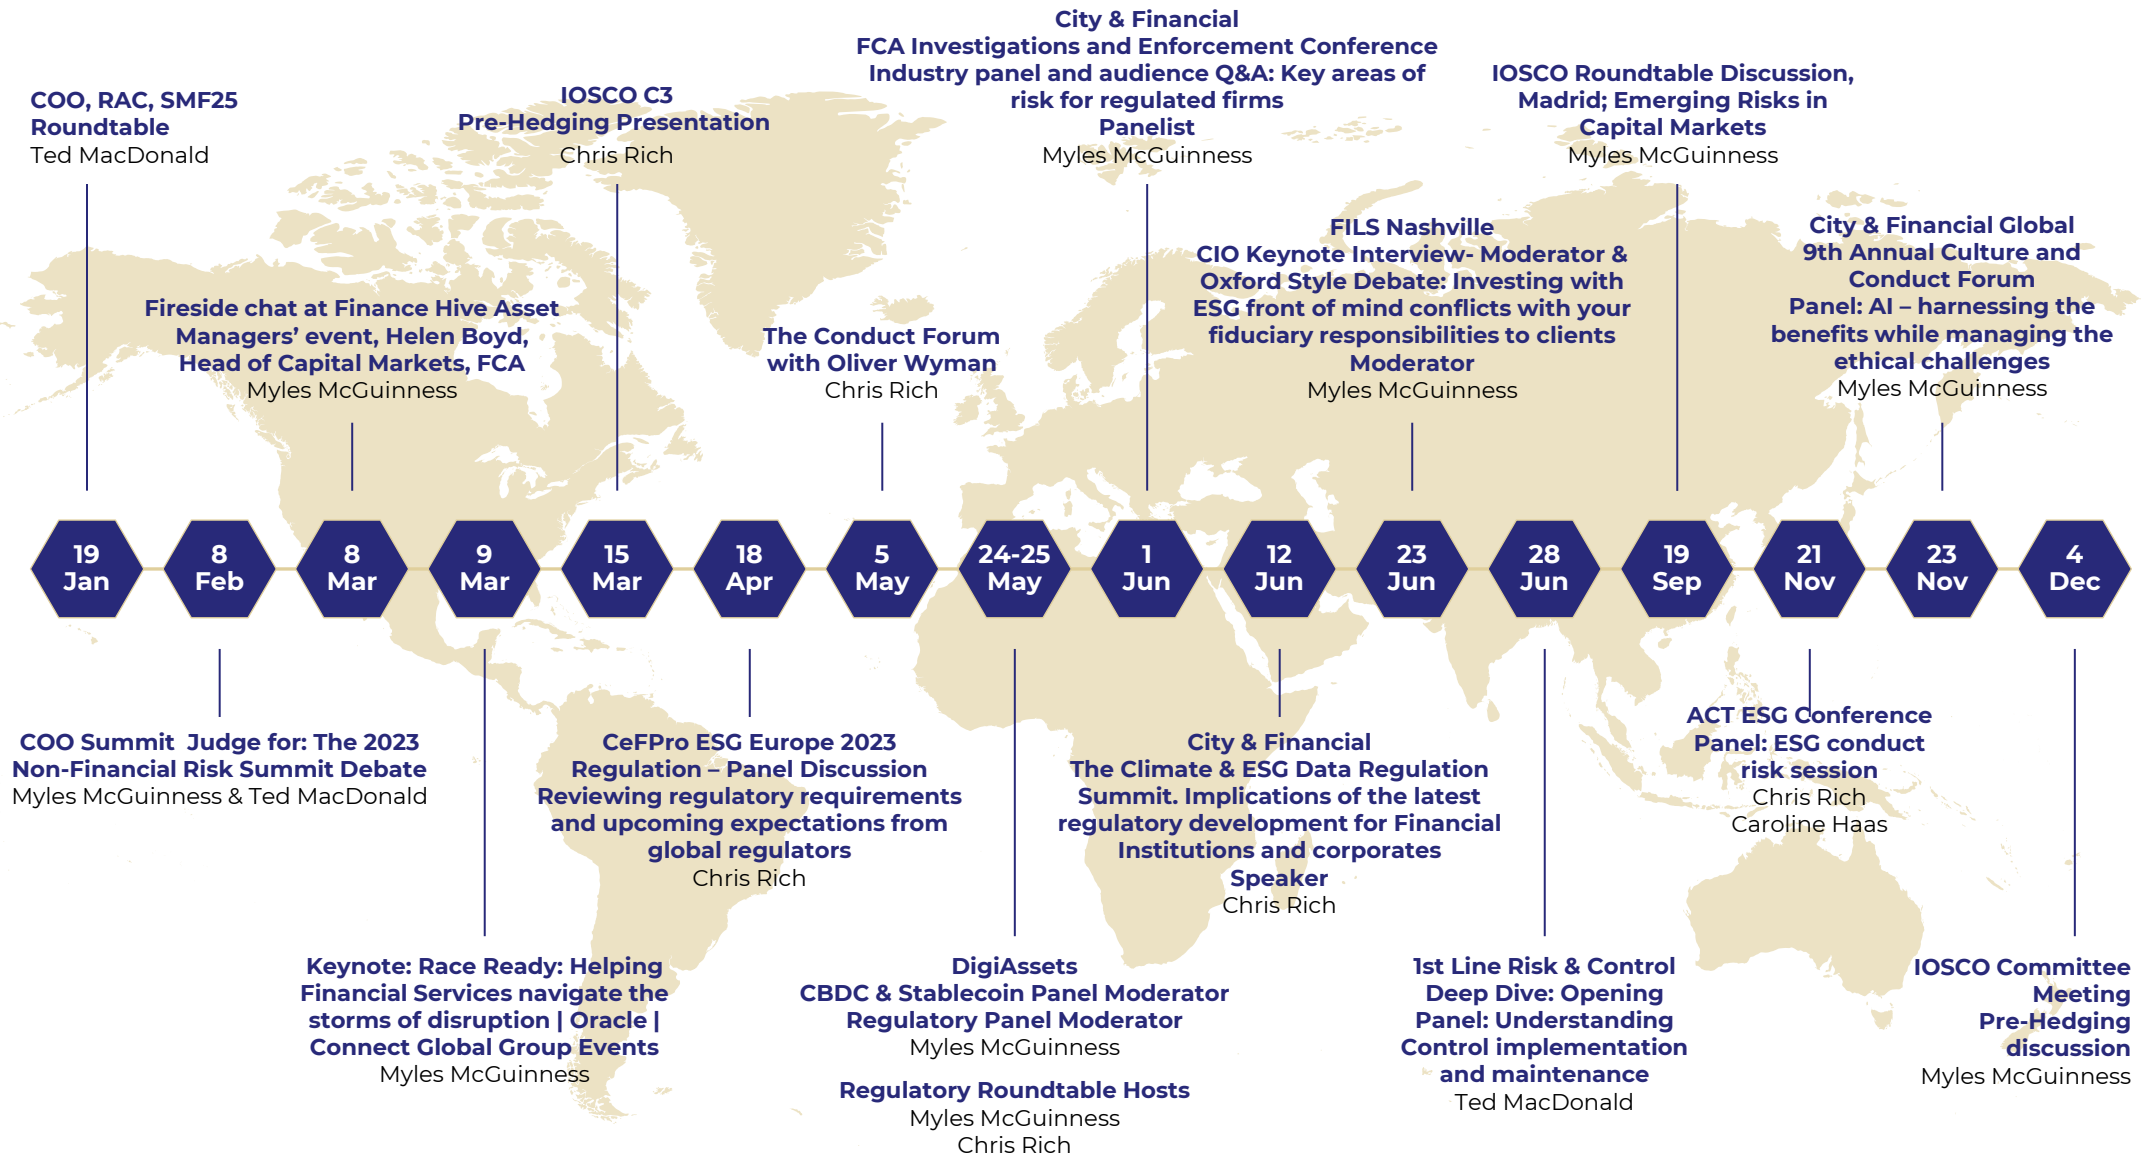 COO, RAC, SMF25
Roundtable
Ted MacDonald
IOSCO C3
Pre-Hedging Presentation
Chris Rich
City & Financial
FCA Investigations and Enforcement Conference
Industry panel and audience Q&A: Key areas of
risk for regulated firms
Panelist
Myles McGuinness
IOSCO Roundtable Discussion,
Madrid; Emerging Risks in
Capital Markets
Myles McGuinness
Fireside chat at Finance Hive Asset
Managers’ event, Helen Boyd,
Head of Capital Markets, FCA
Myles McGuinness
The Conduct Forum
with Oliver Wyman
Chris Rich
FILS Nashville
CIO Keynote Interview- Moderator &
Oxford Style Debate: Investing with
ESG front of mind conflicts with your
fiduciary responsibilities to clients
Moderator
Myles McGuinness
City & Financial Global
9th Annual Culture and
Conduct Forum
Panel: AI – harnessing the
benefits while managing the
ethical challenges
Myles McGuinness
19
Jan
8
Feb
8
Mar
9
Mar
15
Mar
18
Apr
5
May
24-25
May
1
Jun
12
Jun
23
Jun
28
Jun
19
Sep
21
Nov
23
Nov
4
Dec
COO Summit  Judge for: The 2023
Non-Financial Risk Summit Debate
Myles McGuinness & Ted MacDonald
CeFPro ESG Europe 2023
Regulation – Panel Discussion
Reviewing regulatory requirements
and upcoming expectations from
global regulators
Chris Rich
City & Financial
The Climate & ESG Data Regulation
Summit. Implications of the latest
regulatory development for Financial
Institutions and corporates
Speaker
Chris Rich
ACT ESG Conference
Panel: ESG conduct
risk session
Chris Rich
Caroline Haas
Keynote: Race Ready: Helping
Financial Services navigate the
storms of disruption | Oracle |
Connect Global Group Events
Myles McGuinness
DigiAssets
CBDC & Stablecoin Panel Moderator
Regulatory Panel Moderator
Myles McGuinness
Regulatory Roundtable Hosts
Myles McGuinness
Chris Rich
1st Line Risk & Control
Deep Dive: Opening
Panel: Understanding
Control implementation
and maintenance
Ted MacDonald
IOSCO Committee
Meeting
Pre-Hedging
discussion
Myles McGuinness